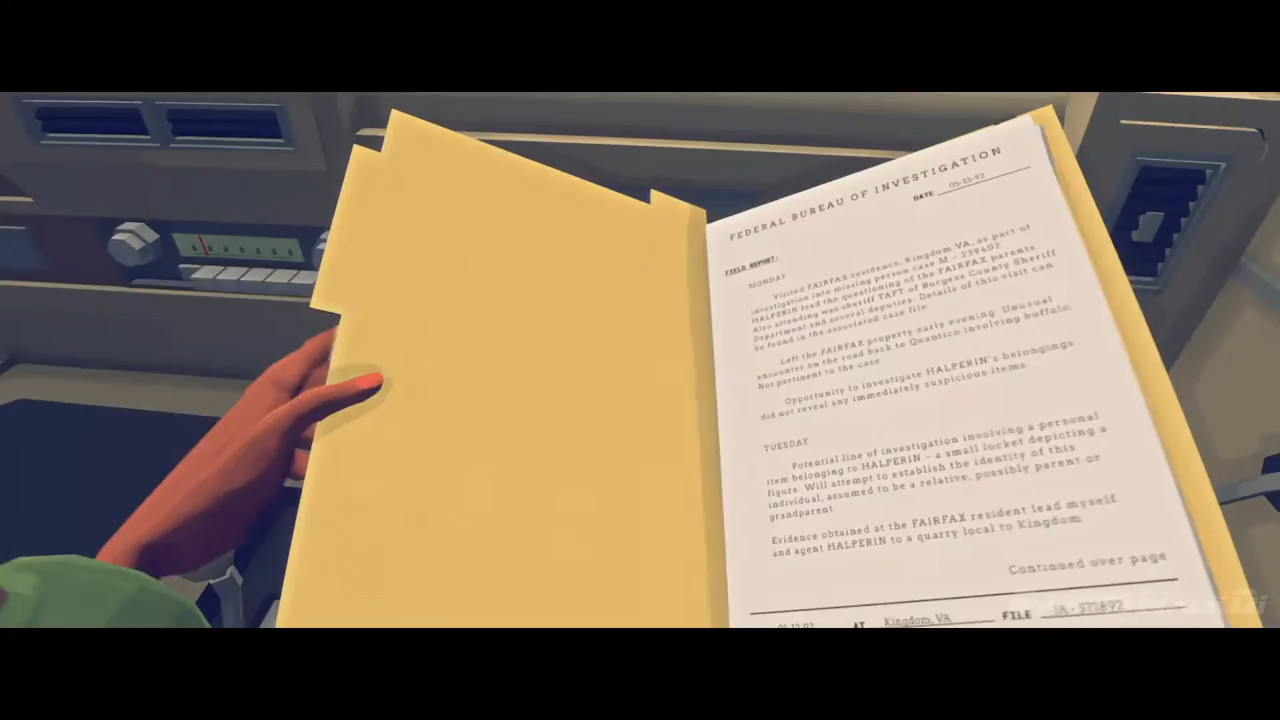 FEDERAL BUREAU OF INVESTIGATION
DATE 05-13-92
FIELD REPORT:
MONDAY
Visited FAIRFAX residence, Kingdom VA, as part of
investigation into missing person case M - 239402
HALPERIN lead the questioning of the FAIRFAX parents.
Also attending was sheriff TAFT of Burgess County Sheriff
Department and several deputies. Details of this visit can
be found in the associated case file.
Left the FAIRFAX property early evening. Unusual
encounter on the road back to Quantico involving buffalo.
Not pertinent to the case
Opportunity to investigate HALPERIN's belongings
did not reveal any immediately suspicious items.
TUESDAY
Potential line of investigation involving a personal
item belonging to HALPERIN - a small locket depicting a
figure. Will attempt to establish the identity of this
individual, assumed to be a relative, possibly parent or
grandparent.
Evidence obtained at the FAIRFAX resident lead myself
and agent HALPERIN to a quarry local to Kingdom.
Continued over page
AT Kingdom, VA FILE